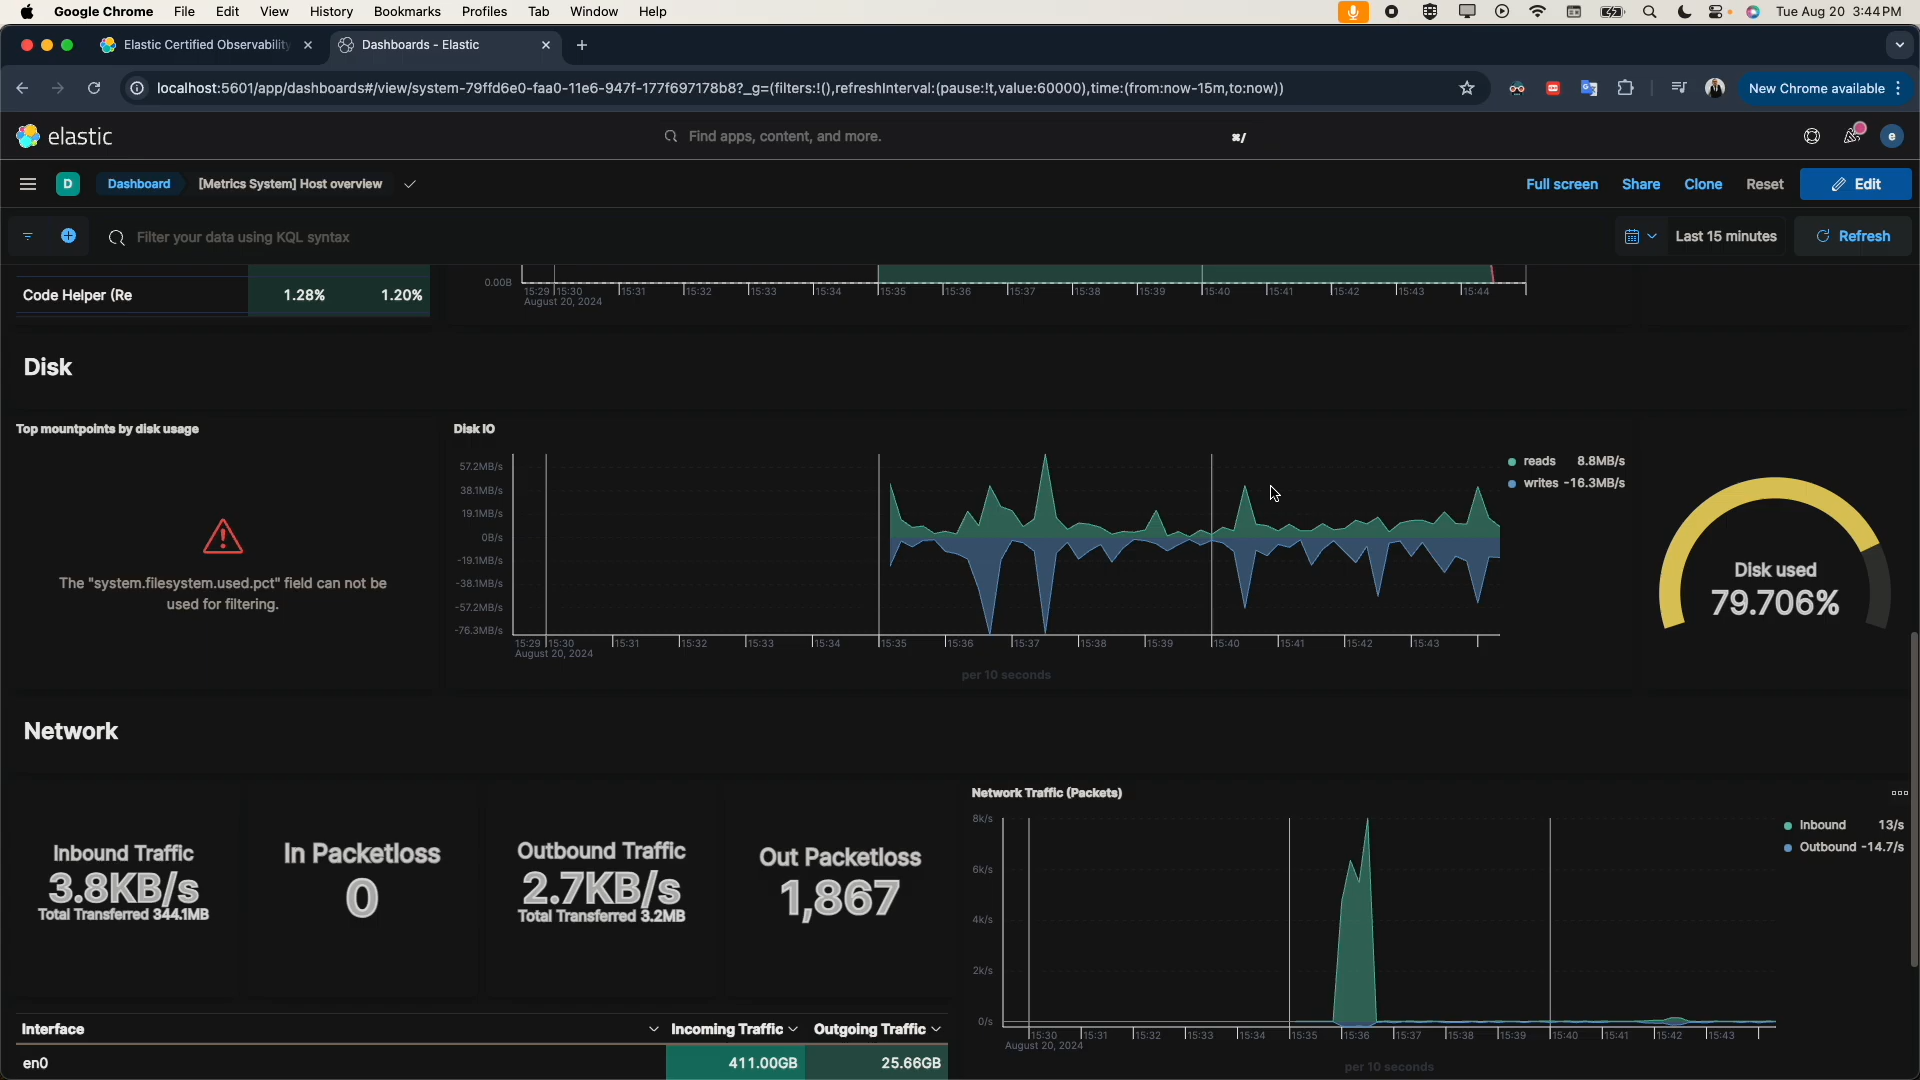 Google Chrome File Edit View History Bookmarks Profiles Tab Window Help Tue Aug 20 3:44 PM
Elastic Certified Observability Dashboards - Elastic
localhost:5601/app/dashboards#/view/system-79ffd6e0-faa0-11e6-947f-177f697178b8?_g=(filters:!(),refreshInterval:(pause:!t,value:60000),time:(from:now-15m,to:now)) New Chrome available
elastic Find apps, content, and more. ⌘/ e
D Dashboard [Metrics System] Host overview Full screen Share Clone Reset Edit
Filter your data using KQL syntax Last 15 minutes Refresh
Code Helper (Re 1.28% 1.20%
0.00B
15:29 15:30 15:31 15:32 15:33 15:34 15:35 15:36 15:37 15:38 15:39 15:40 15:41 15:42 15:43 15:44
August 20, 2024
Disk
Top mountpoints by disk usage
The "system.filesystem.used.pct" field can not be
used for filtering.
Disk IO
57.2MB/s
38.1MB/s
19.1MB/s
0B/s
-19.1MB/s
-38.1MB/s
-57.2MB/s
-76.3MB/s
15:29 15:30 15:31 15:32 15:33 15:34 15:35 15:36 15:37 15:38 15:39 15:40 15:41 15:42 15:43
August 20, 2024
per 10 seconds
reads 8.8MB/s
writes -16.3MB/s
Disk used
79.706%
Network
Inbound Traffic
3.8KB/s
Total Transferred 344.1MB
In Packetloss
0
Outbound Traffic
2.7KB/s
Total Transferred 3.2MB
Out Packetloss
1,867
Network Traffic (Packets)
8k/s
6k/s
4k/s
2k/s
0/s
15:30 15:31 15:32 15:33 15:34 15:35 15:36 15:37 15:38 15:39 15:40 15:41 15:42 15:43
August 20, 2024
per 10 seconds
Inbound 13/s
Outbound -14.7/s
Interface Incoming Traffic Outgoing Traffic
en0 411.00GB 25.66GB